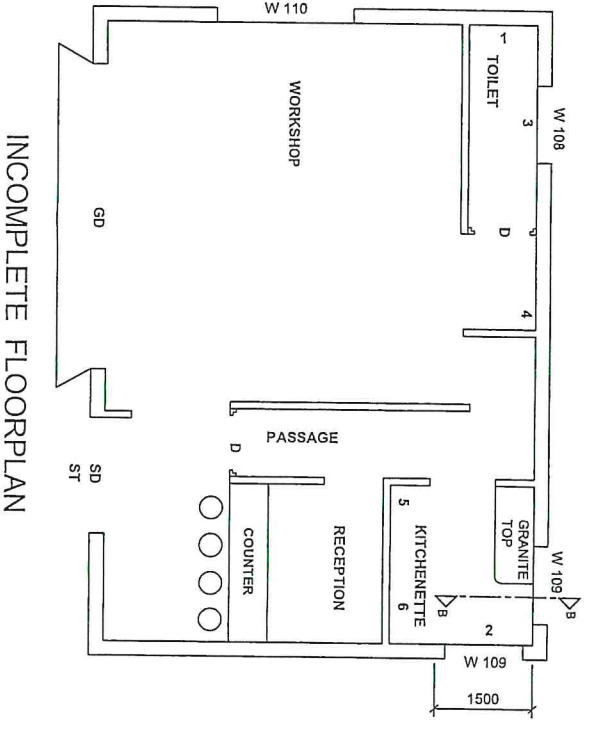 W 110
1
TOILET
3
W 108
WORKSHOP
D
GD
4
PASSAGE
D
SD
ST
GRANITE
TOP
5
KITCHENETTE
6
RECEPTION
COUNTER
W 109
B
B
2
W 109
1500
INCOMPLETE FLOORPLAN